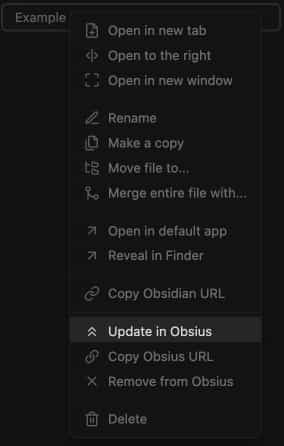 Example
Open in new tab
Open to the right
Open in new window
Rename
Make a copy
Move file to...
Merge entire file with...
Open in default app
Reveal in Finder
Copy Obsidian URL
Update in Obsius
Copy Obsius URL
Remove from Obsius
Delete